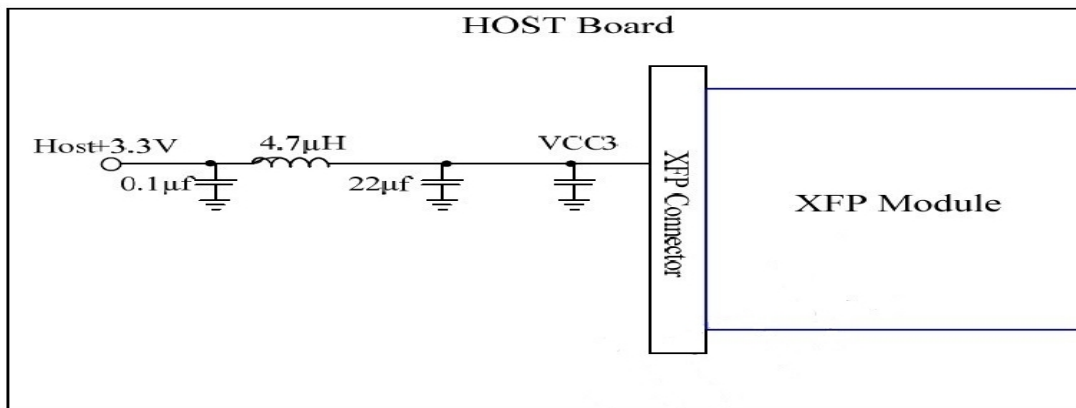 HOST Board
Host+3.3V
4.7μH
VCC3
0.1μf
22μf
XFP Connector
XFP Module